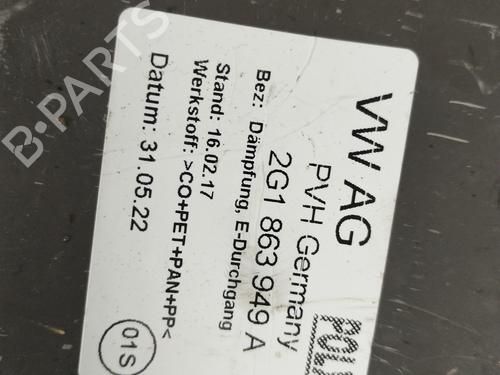 VW AG
PVH Germany
2G1 863 949 A
Bez: Dämpfung, E-Durchgang
Stand: 16.02.17
Werkstoff: >CO+PET+PAN+PP<
Datum: 31.05.22
01S
B-PARTS